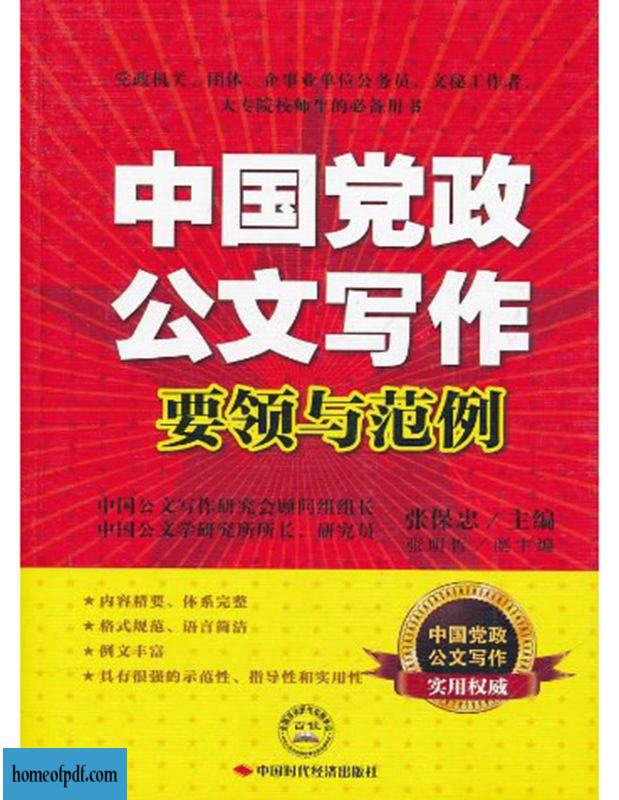 党政机关、团体、企事业单位公务员、文秘工作者、
大专院校师生的必备用书
中国党政
公文写作
要领与范例
中国公文写作研究会顾问组组长
中国公文学研究所所长、研究员
张保忠／主编
张明哲／副主编
★内容精要、体系完整
★格式规范、语言简洁
★例文丰富
★具有很强的示范性、指导性和实用性
中国党政
公文写作
实用权威
中国时代经济出版社
homeofpdf.com